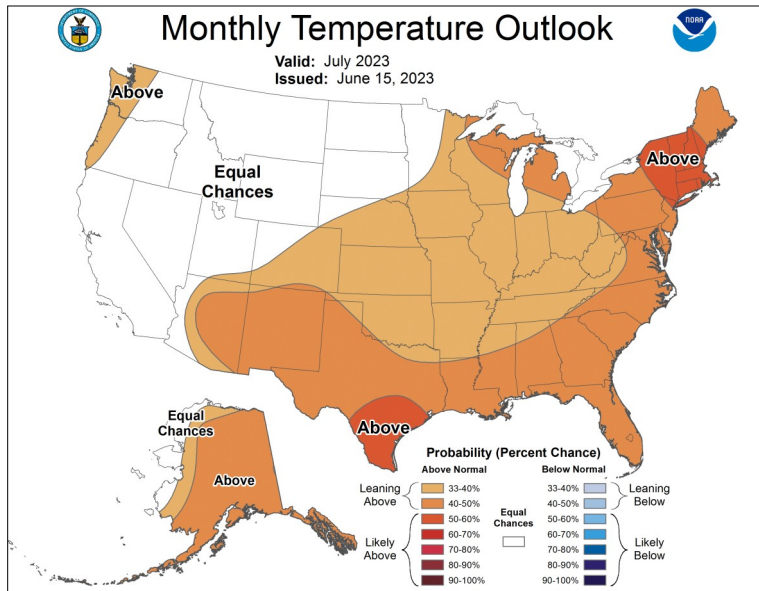 Monthly Temperature Outlook
Valid: July 2023
Issued: June 15, 2023
NOAA
Above
Equal
Chances
Above
Above
Equal
Chances
Above
Probability (Percent Chance)
Above Normal
Below Normal
Leaning
Above
33-40%
40-50%
Likely
Above
50-60%
60-70%
70-80%
80-90%
90-100%
Equal
Chances
33-40%
40-50%
Leaning
Below
50-60%
60-70%
70-80%
80-90%
90-100%
Likely
Below